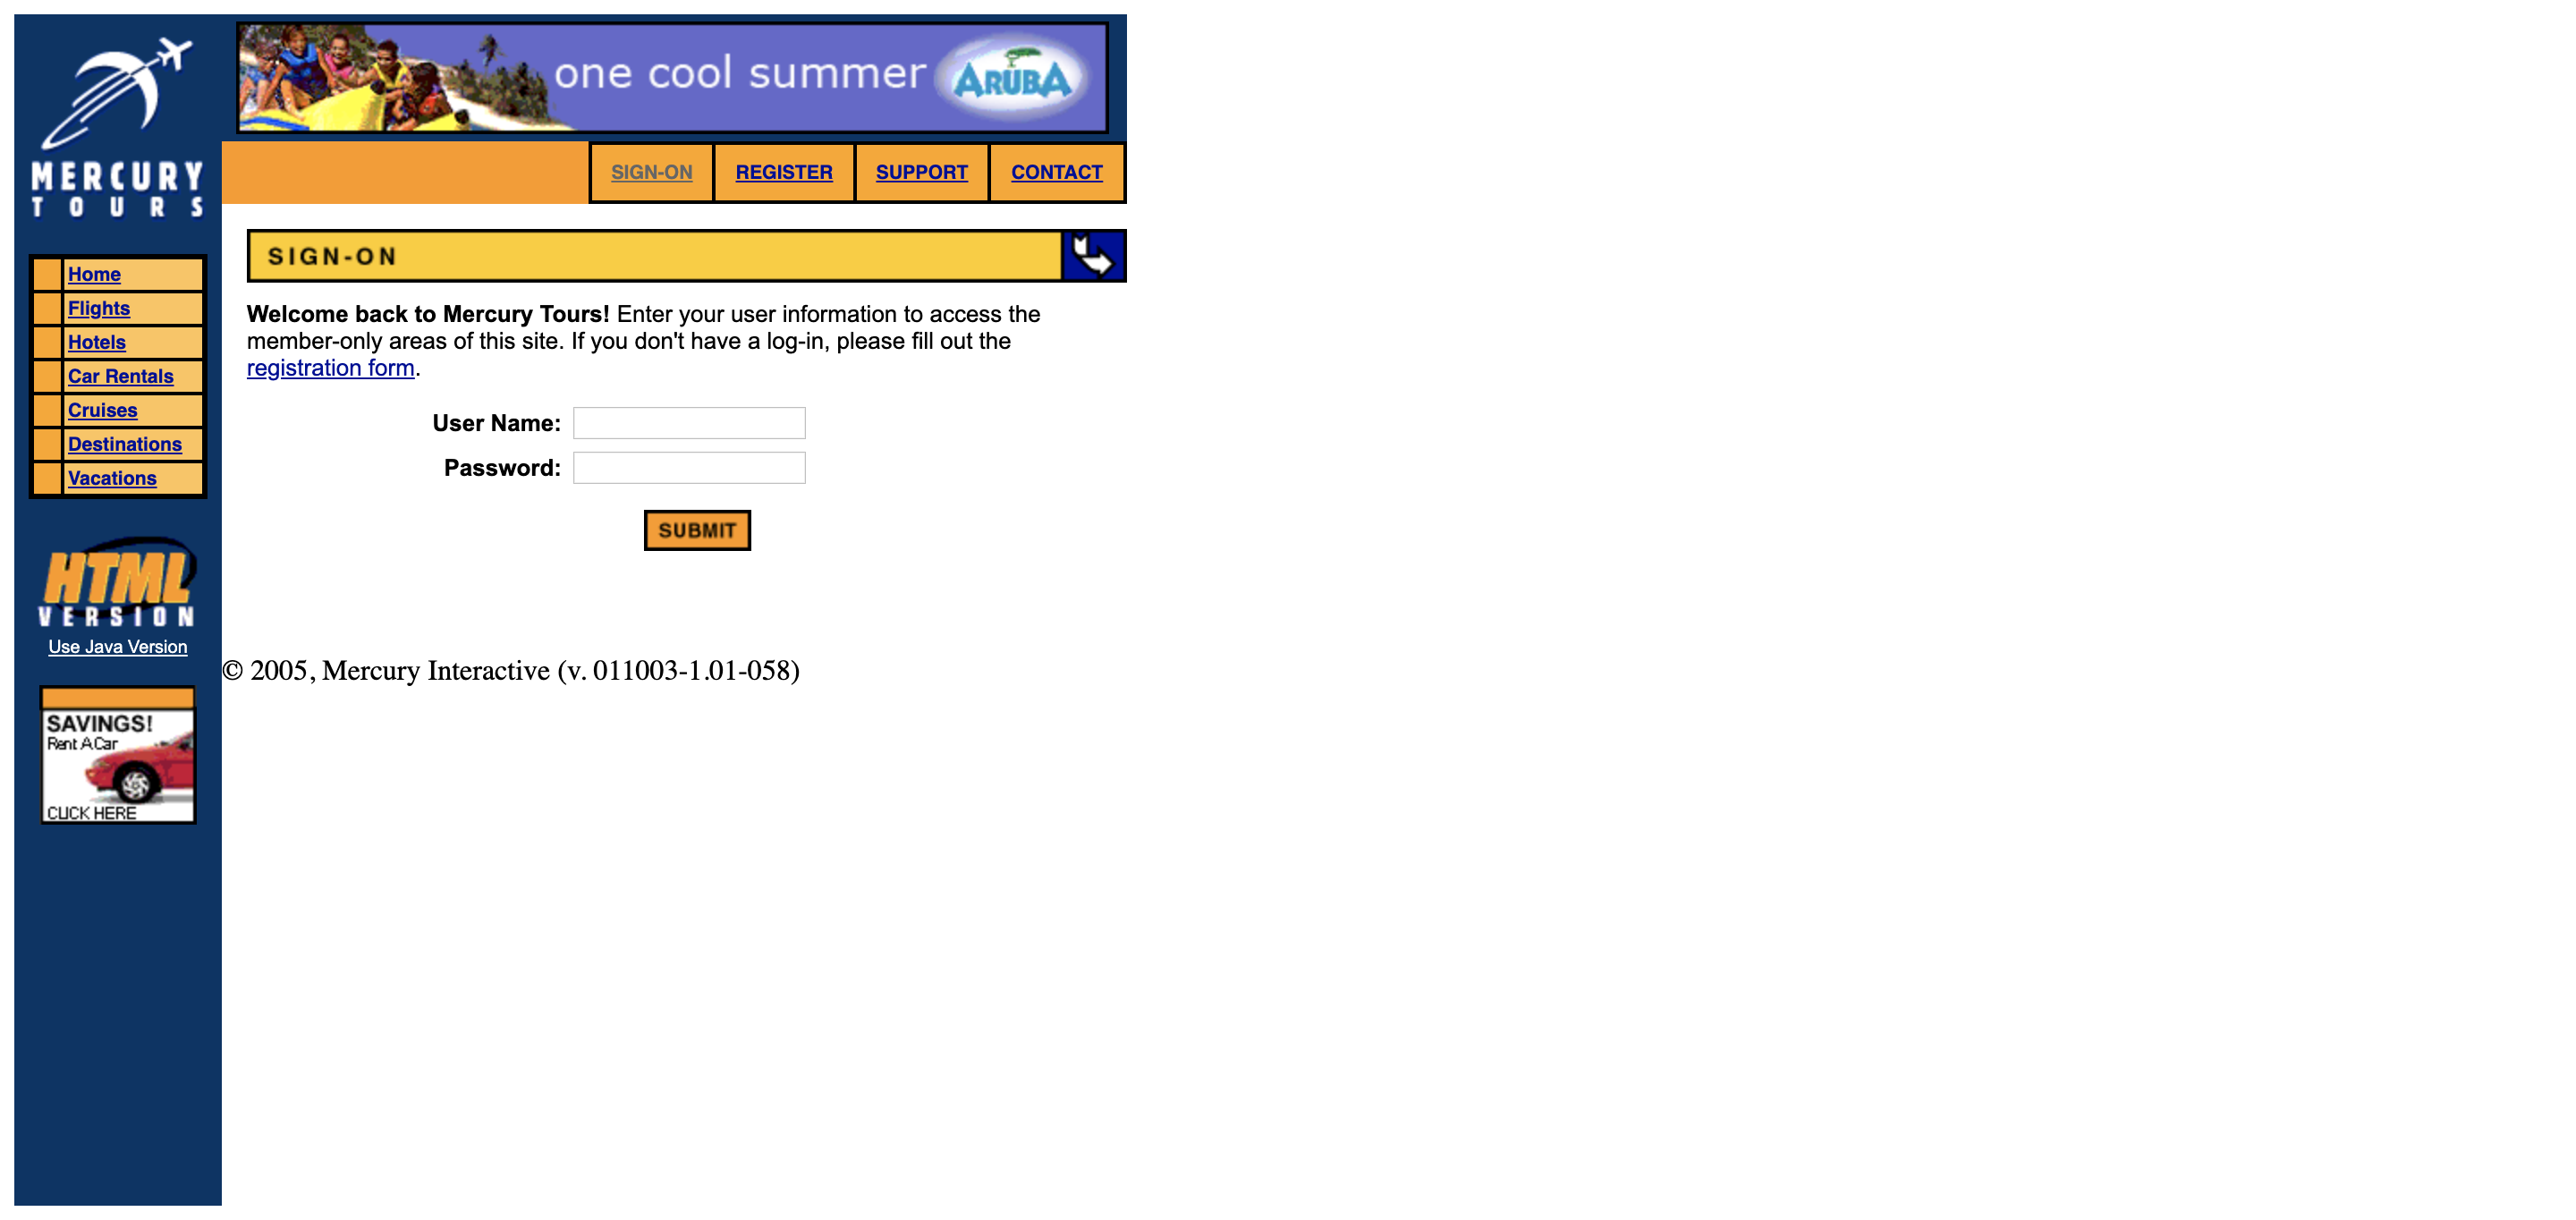 one cool summer ARUBA
MERCURY
TOURS
SIGN-ON REGISTER SUPPORT CONTACT
SIGN-ON
Home
Flights
Hotels
Car Rentals
Cruises
Destinations
Vacations
Welcome back to Mercury Tours! Enter your user information to access the
member-only areas of this site. If you don't have a log-in, please fill out the
registration form.
User Name:
Password:
SUBMIT
HTML
VERSION
Use Java Version
© 2005, Mercury Interactive (v. 011003-1.01-058)
SAVINGS!
Rent A Car
CLICK HERE